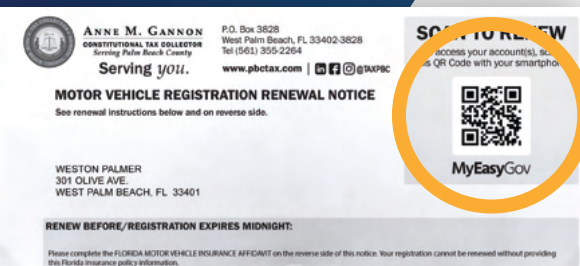 ANNE M. GANNON
CONSTITUTIONAL TAX COLLECTOR
Serving Palm Beach County
Serving you.
P.O. Box 3828
West Palm Beach, FL 33402-3828
Tel (561) 355-2264
www.pbctax.com | @TAXPBC
SCAN TO RENEW
access your account(s),
QR Code with your smartphone
MyEasyGov
MOTOR VEHICLE REGISTRATION RENEWAL NOTICE
See renewal instructions below and on reverse side.
WESTON PALMER
301 OLIVE AVE.
WEST PALM BEACH, FL 33401
RENEW BEFORE/REGISTRATION EXPIRES MIDNIGHT:
Please complete the FLORIDA MOTOR VEHICLE INSURANCE AFFIDAVIT on the reverse side of this notice. Your registration cannot be renewed without providing
this Florida insurance policy information.